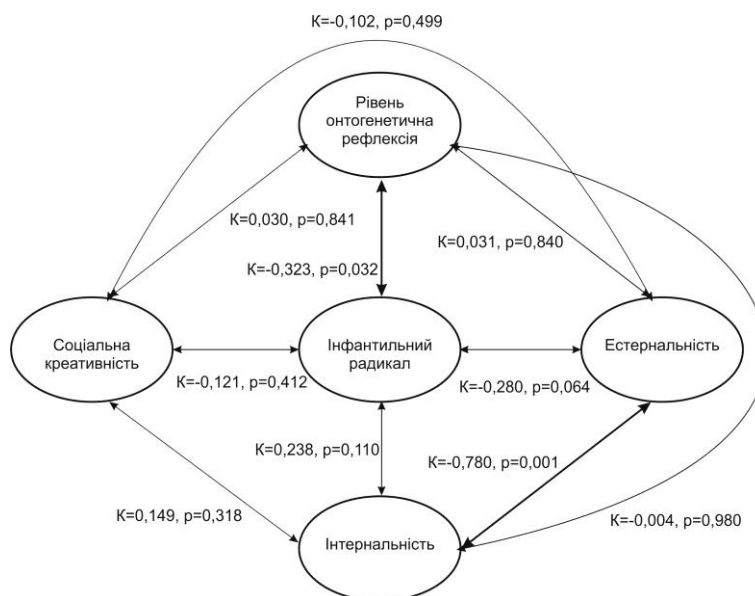 К=-0,102, р=0,499
Рівень
онтогенетична
рефлексія
К=0,030, р=0,841
К=0,031, р=0,840
К=-0,323, р=0,032
Соціальна
креативність
Інфантильний
радикал
Естернальність
К=-0,121, р=0,412
К=-0,280, р=0,064
К=0,238, р=0,110
К=-0,780, р=0,001
К=0,149, р=0,318
К=-0,004, р=0,980
Інтернальність